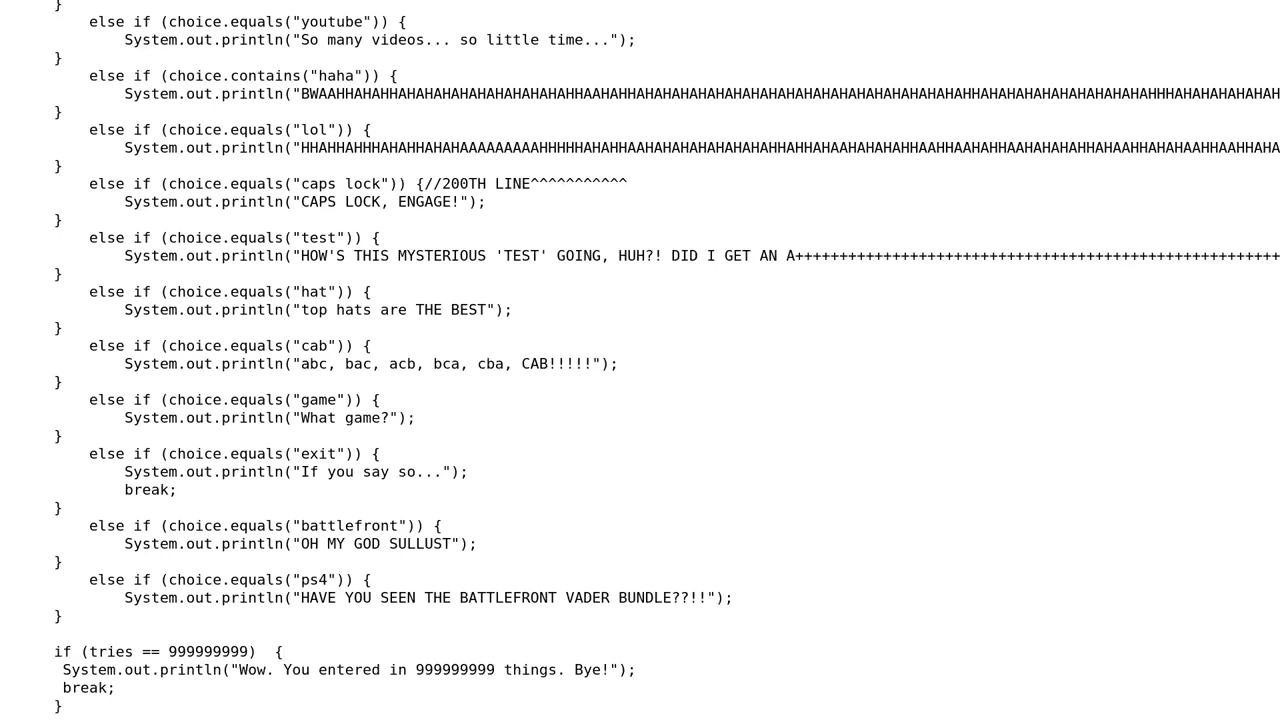 }
else if (choice.equals("youtube")) {
System.out.println("So many videos... so little time...");
}
else if (choice.contains("haha")) {
System.out.println("BWAAHHAHAHHAHAHAHAHAHAHAHAHAHAHHAAHAHHAHAHAHAHAHAHAHAHAHAHAHAHAHAHAHAHAHAHHAHAHAHAHAHAHAHAHAHAHHHAHAHAHAHAHAH
}
else if (choice.equals("lol")) {
System.out.println("HHAHHAHHHAHAHHAHAHAAAAAAAAAHHHHHAHAHHAAHAHAHAHAHAHAHAHHAHHAHAAHAHAHAHHAAHHAAHAHHAAHAHAHAHHAHAAHHAHAHAAHHAAHHAHA
}
else if (choice.equals("caps lock")) {//200TH LINE^^^^^^^^^^^
System.out.println("CAPS LOCK, ENGAGE!");
}
else if (choice.equals("test")) {
System.out.println("HOW'S THIS MYSTERIOUS 'TEST' GOING, HUH?! DID I GET AN A+++++++++++++++++++++++++++++++++++++++++++++++++++++++
}
else if (choice.equals("hat")) {
System.out.println("top hats are THE BEST");
}
else if (choice.equals("cab")) {
System.out.println("abc, bac, acb, bca, cba, CAB!!!!!");
}
else if (choice.equals("game")) {
System.out.println("What game?");
}
else if (choice.equals("exit")) {
System.out.println("If you say so...");
break;
}
else if (choice.equals("battlefront")) {
System.out.println("OH MY GOD SULLUST");
}
else if (choice.equals("ps4")) {
System.out.println("HAVE YOU SEEN THE BATTLEFRONT VADER BUNDLE??!!");
}
if (tries == 999999999)  {
System.out.println("Wow. You entered in 999999999 things. Bye!");
break;
}